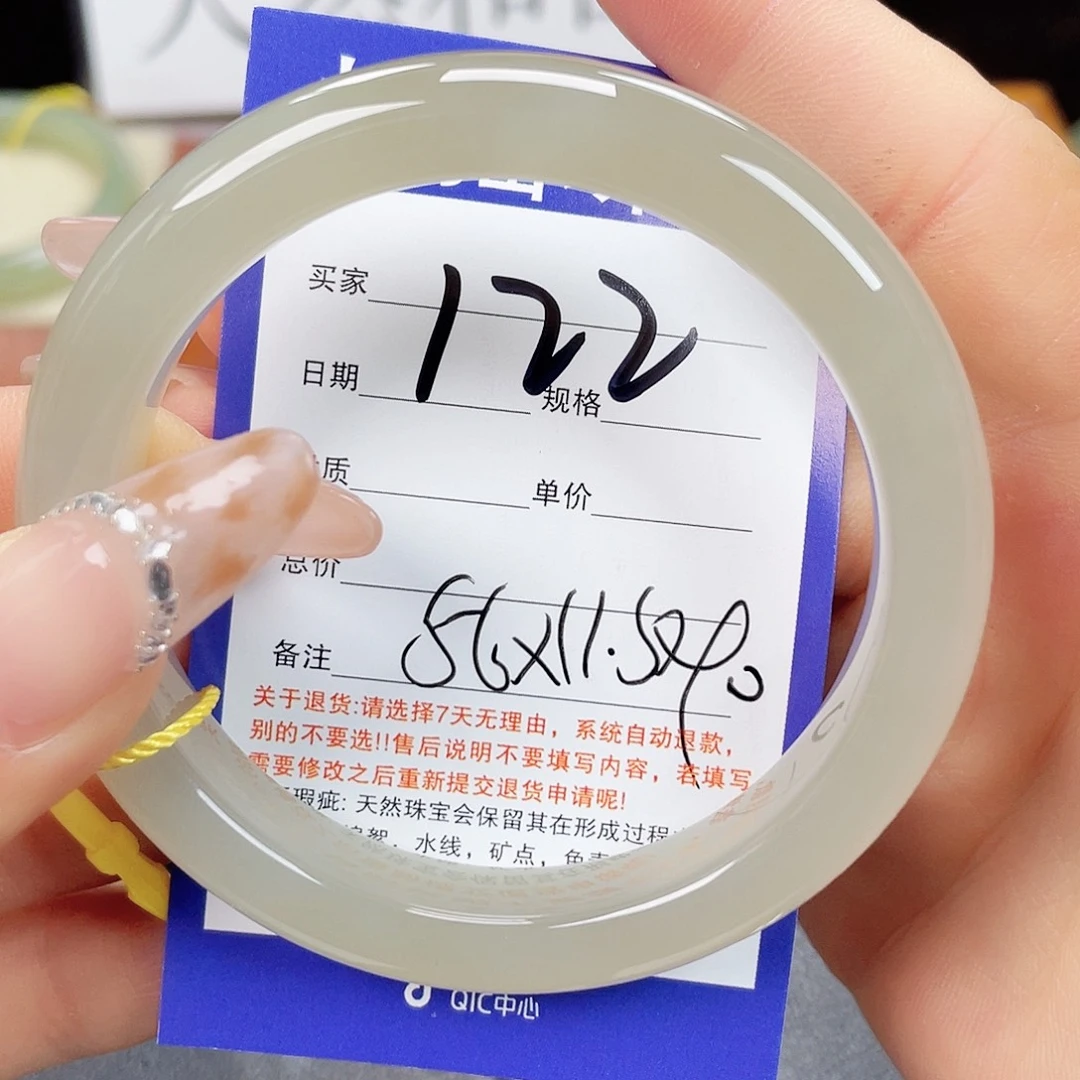 买家 122
日期 规格
质 单价
总价
备注 56x11.5
关于退货:请选择7天无理由，系统自动退款，
别的不要选!!售后说明不要填写内容，若填写
需要修改之后重新提交退货申请呢!
瑕疵: 天然珠宝会保留其在形成过程
棉絮，水线，矿点，色
QIC中心